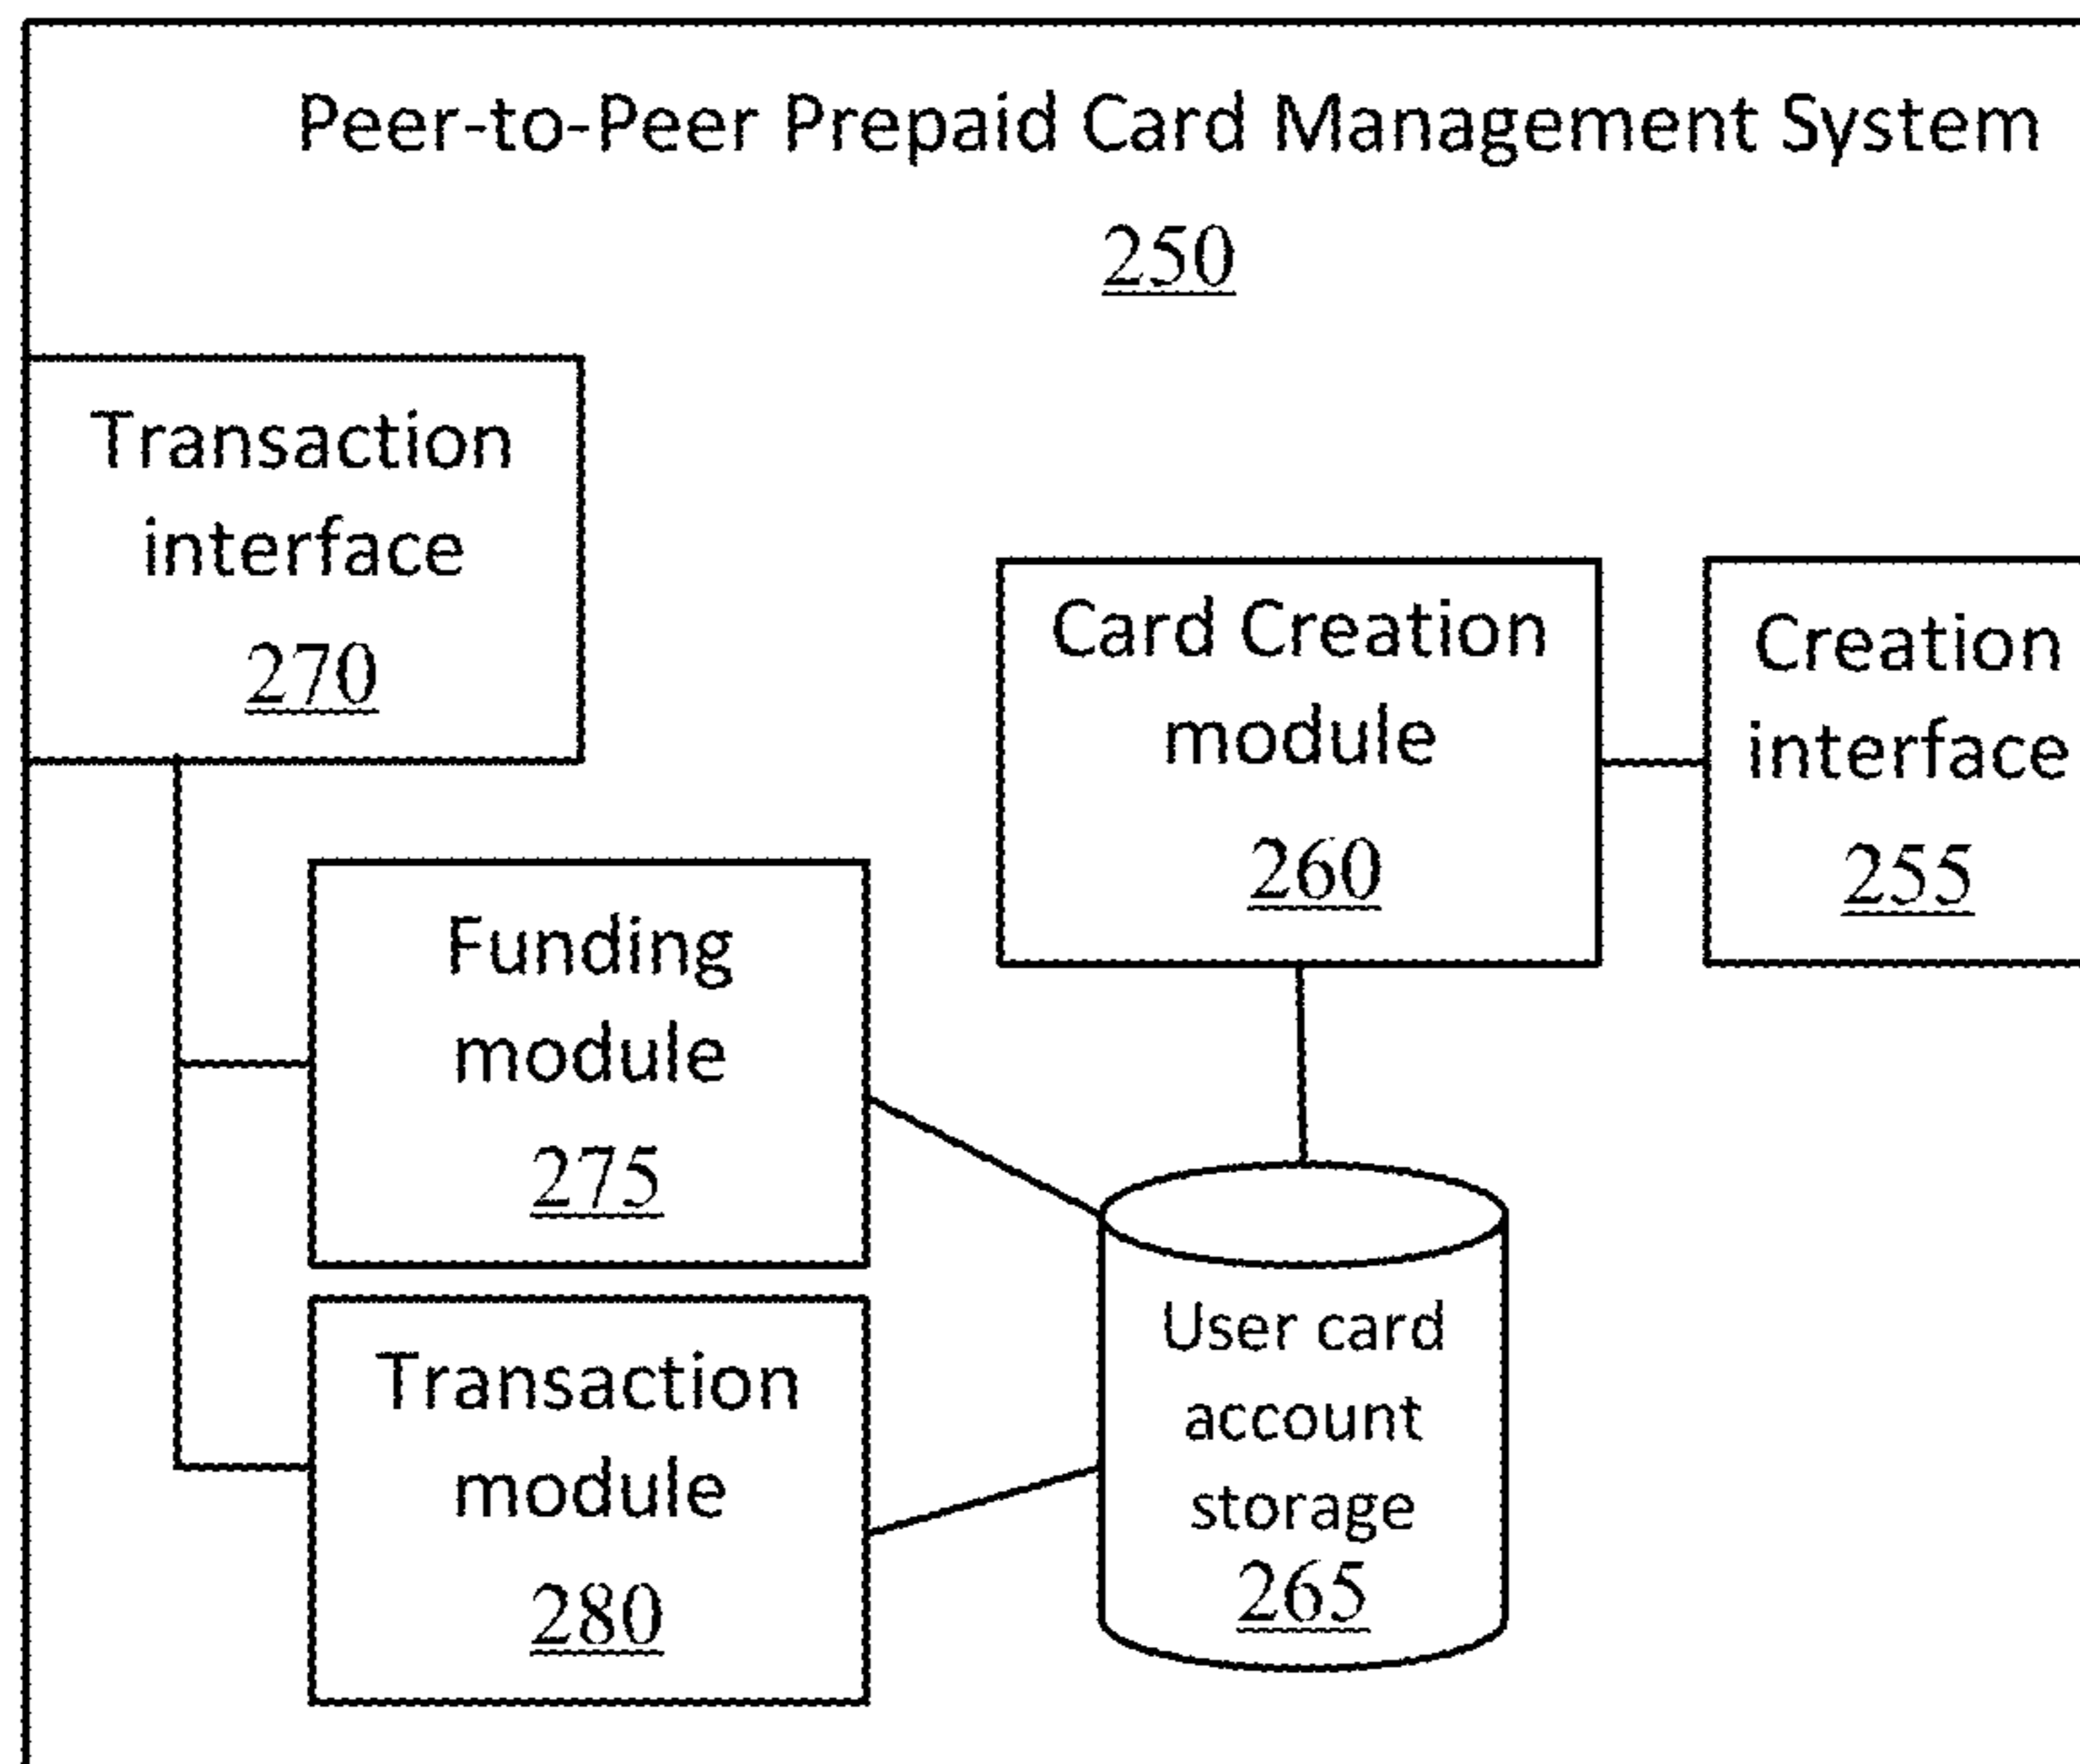 Peer-to-Peer Prepaid Card Management System
250
Transaction
interface
270
Card Creation
module
260
Creation
interface
255
Funding
module
275
Transaction
module
280
User card
account
storage
265